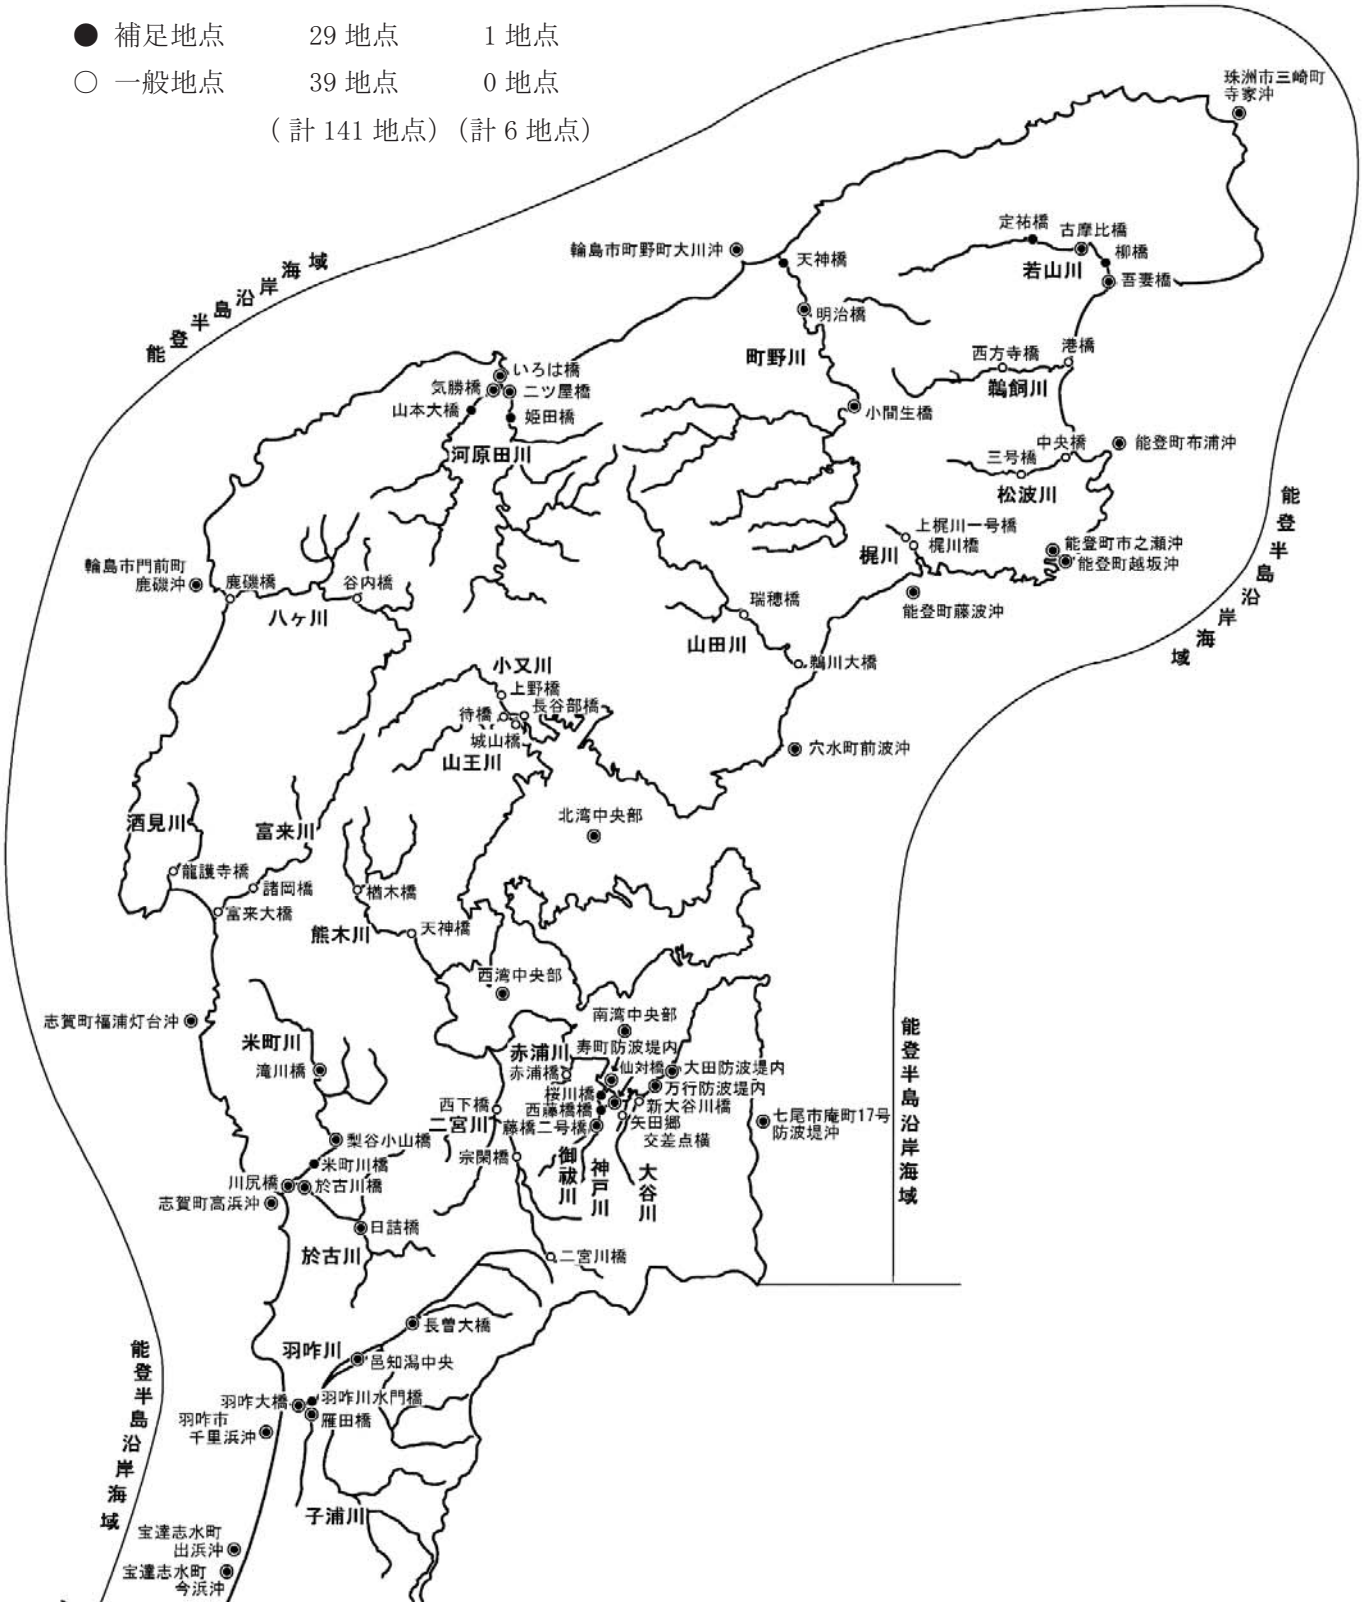 ● 補足地点 29 地点 1 地点
○ 一般地点 39 地点 0 地点
(計 141 地点) (計 6 地点)
珠洲市三崎町
寺家沖
定祐橋
古摩比橋
柳橋
若山川
吾妻橋
輪島市町野町大川沖
天神橋
能登半島沿岸海域
明治橋
町野川
西方寺橋
港橋
鵜飼川
いろは橋
気勝橋
二ツ屋橋
山本大橋
姫田橋
小間生橋
河原田川
中央橋
能登町布浦沖
三号橋
松波川
能登半島沿岸海域
上梶川一号橋
梶川橋
梶川
能登町市之瀬沖
能登町越坂沖
輪島市門前町
鹿磯沖
鹿磯橋
谷内橋
八ヶ川
瑞穂橋
能登町藤波沖
山田川
鵜川大橋
小又川
上野橋
待橋
長谷部橋
城山橋
山王川
穴水町前波沖
北湾中央部
酒見川
富来川
龍護寺橋
諸岡橋
富来大橋
楢木橋
熊木川
天神橋
西湾中央部
志賀町福浦灯台沖
米町川
滝川橋
南湾中央部
赤浦川
寿町防波堤内
赤浦橋
仙対橋
大田防波堤内
桜川橋
万行防波堤内
西下橋
西藤橋橋
新大谷川橋
二宮川
藤橋二号橋
矢田郷
交差点横
七尾市庵町17号
防波堤沖
能登半島沿岸海域
梨谷小山橋
宗閑橋
御祓川
神戸川
大谷川
米町川橋
川尻橋
於古川橋
志賀町高浜沖
日詰橋
於古川
二宮川橋
長曽大橋
羽咋川
邑知潟中央
能登半島沿岸海域
羽咋大橋
羽咋川水門橋
羽咋市
千里浜沖
雁田橋
子浦川
宝達志水町
出浜沖
宝達志水町
今浜沖